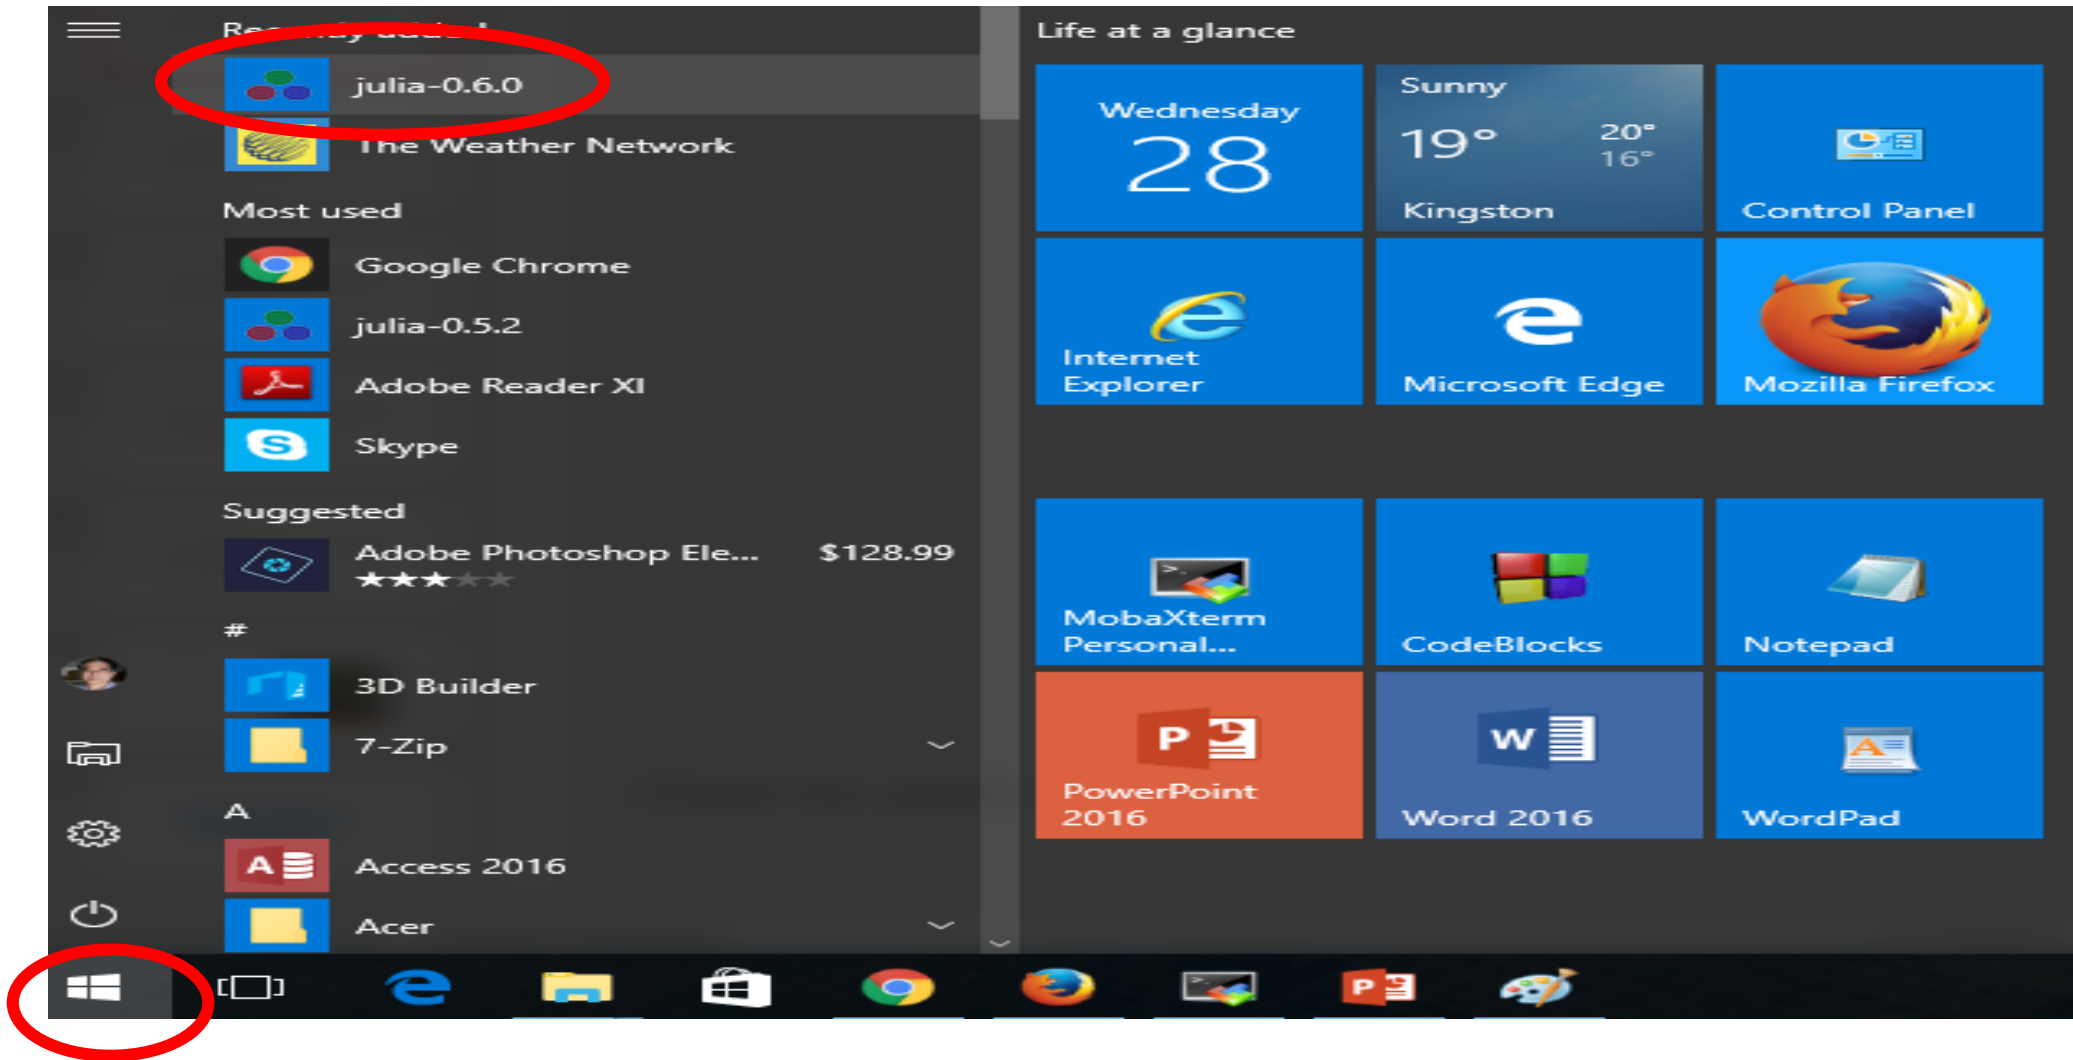 Recently added
julia-0.6.0
The Weather Network
Most used
Google Chrome
julia-0.5.2
Adobe Reader XI
Skype
Suggested
Adobe Photoshop Ele... $128.99
#
3D Builder
7-Zip
A
Access 2016
Acer
Life at a glance
Wednesday
28
Sunny
19° 20°
16°
Kingston
Control Panel
Internet
Explorer
Microsoft Edge
Mozilla Firefox
MobaXterm
Personal...
CodeBlocks
Notepad
PowerPoint
2016
Word 2016
WordPad